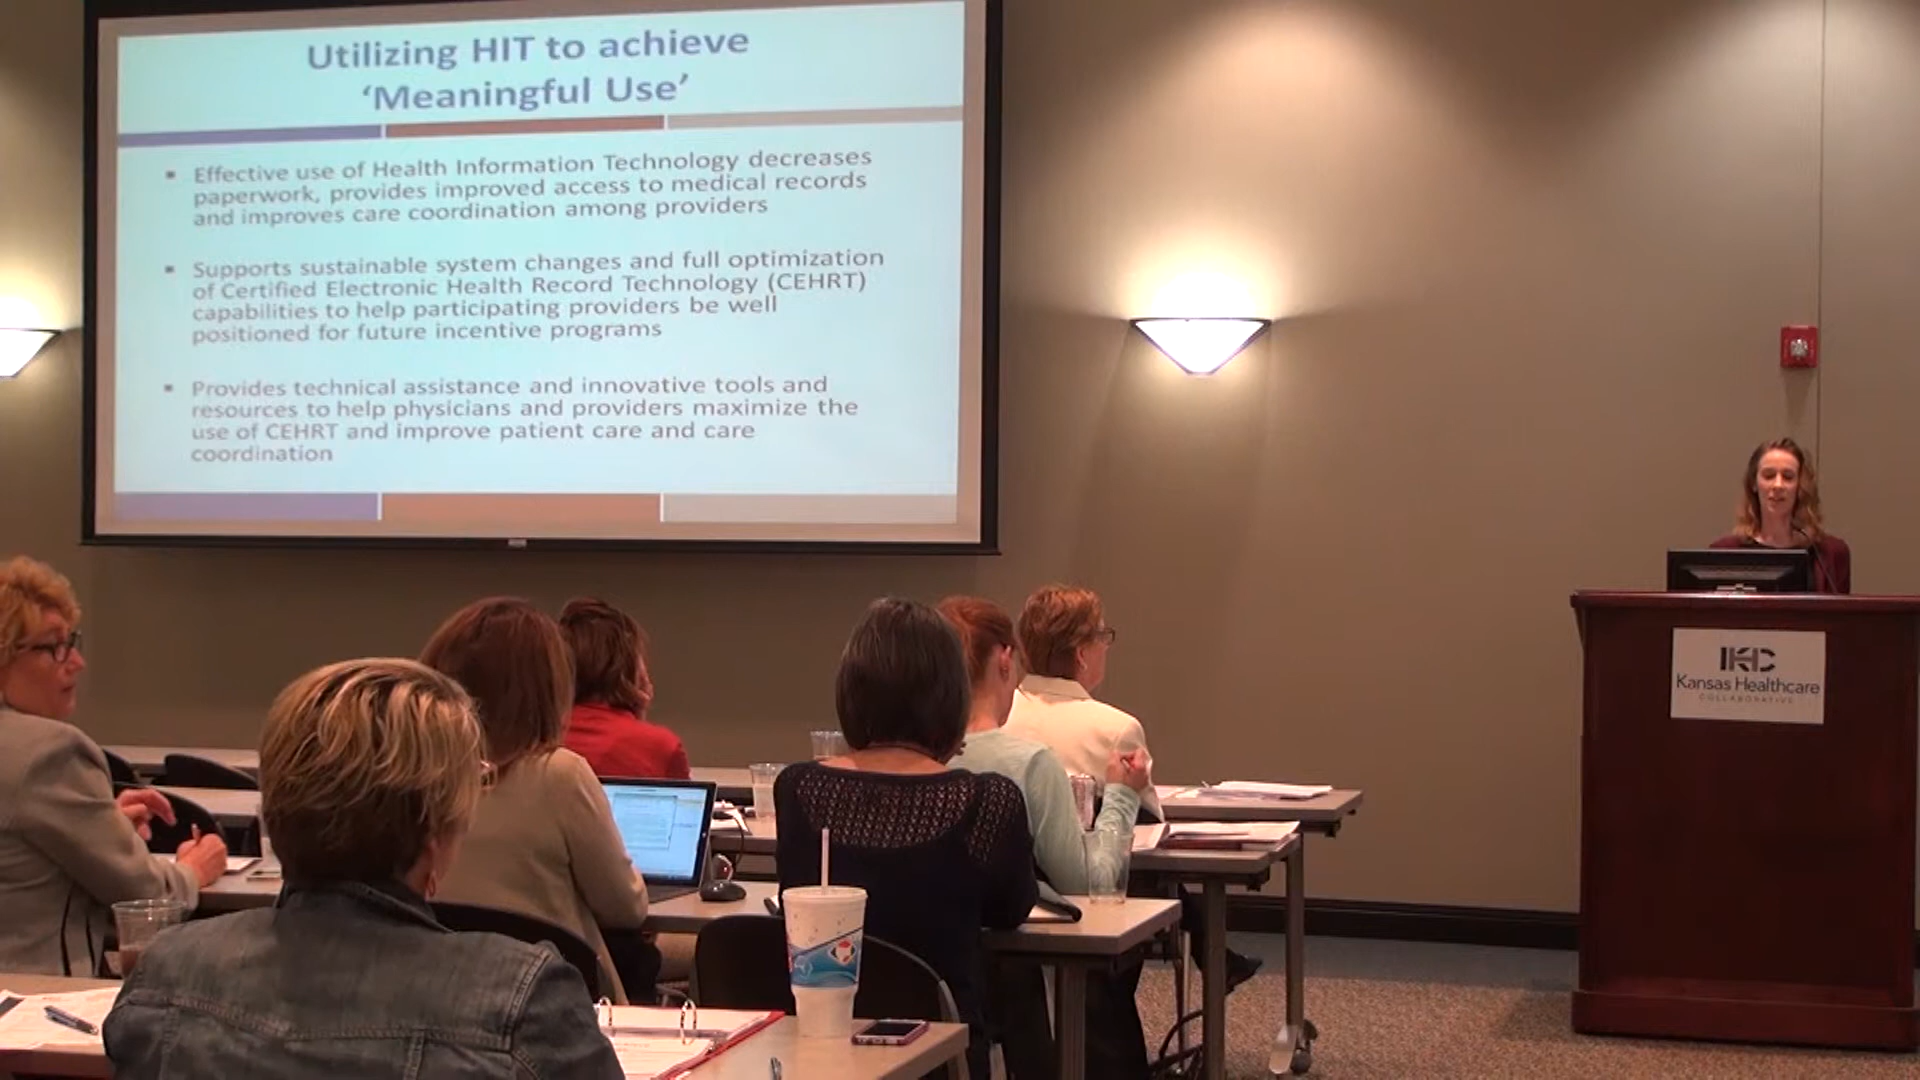 Utilizing HIT to achieve
‘Meaningful Use’
Effective use of Health Information Technology decreases
paperwork, provides improved access to medical records
and improves care coordination among providers
Supports sustainable system changes and full optimization
of Certified Electronic Health Record Technology (CEHRT)
capabilities to help participating providers be well
positioned for future incentive programs
Provides technical assistance and innovative tools and
resources to help physicians and providers maximize the
use of CEHRT and improve patient care and care
coordination
KHC
Kansas Healthcare
COLLABORATIVE